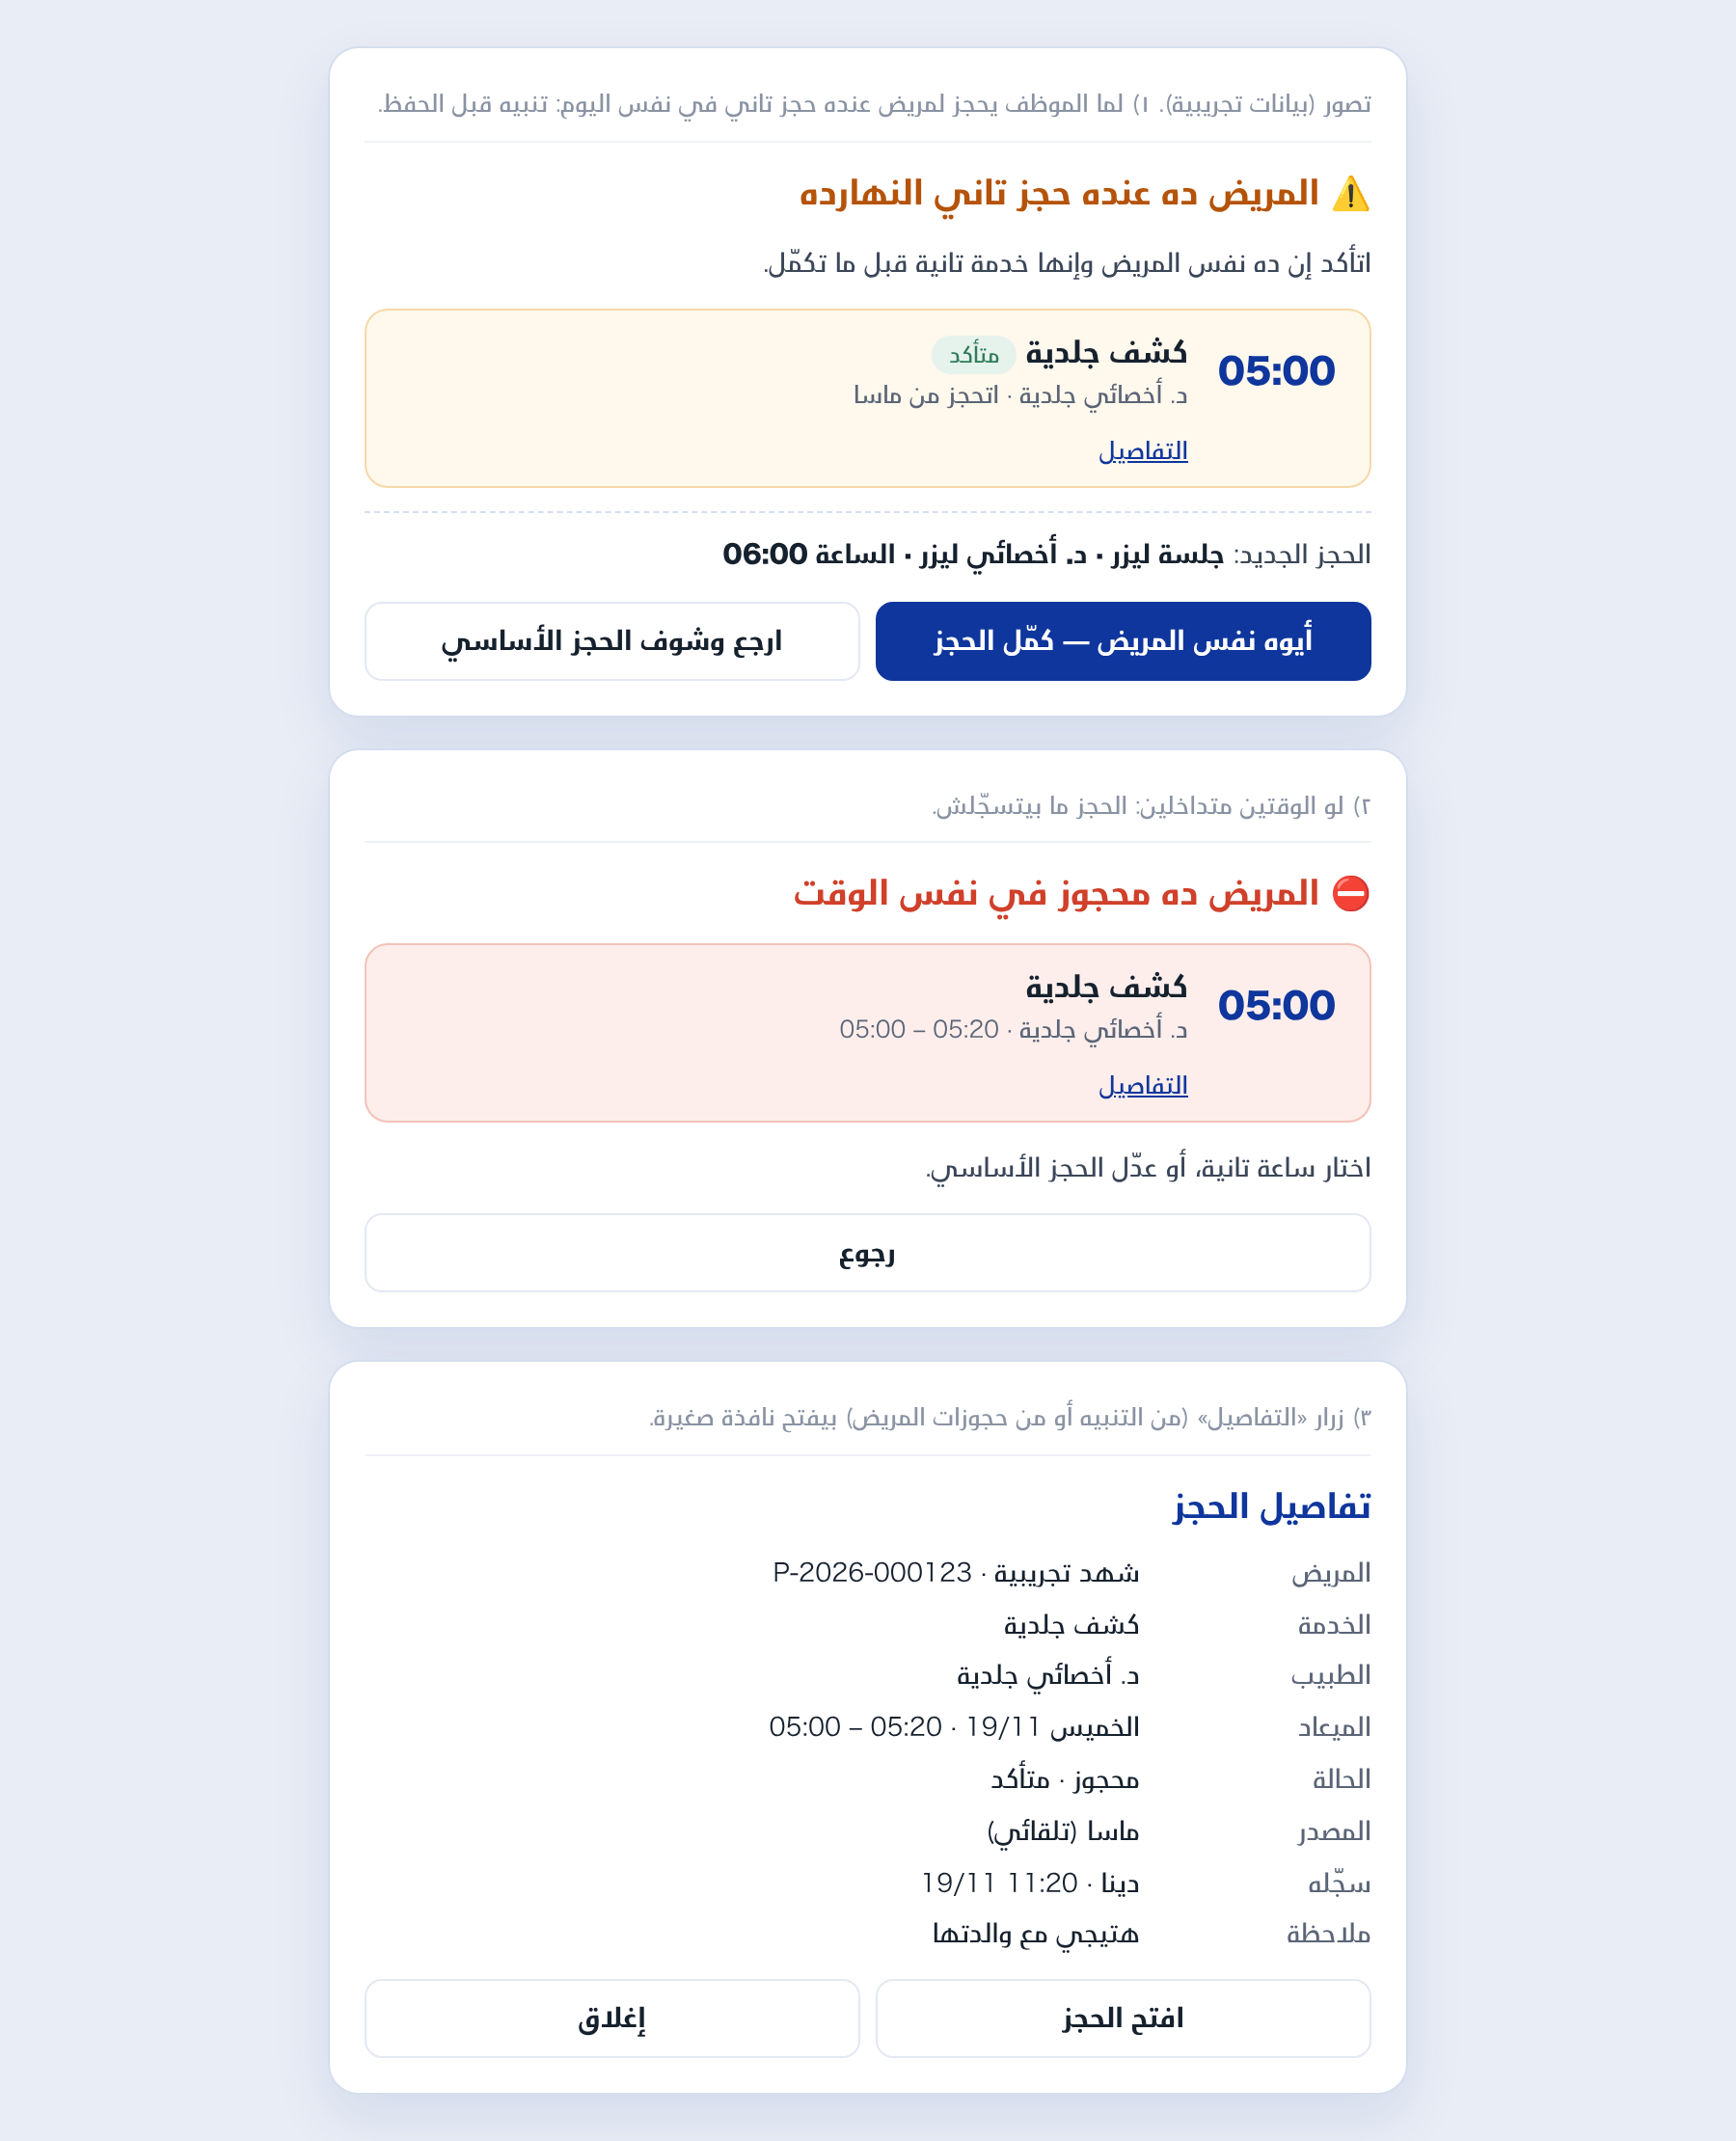 تصور (بيانات تجريبية). ١) لما الموظف يحجز لمريض عنده حجز تاني في نفس اليوم: تنبيه قبل الحفظ.
⚠️ المريض ده عنده حجز تاني النهارده
اتأكد إن ده نفس المريض وإنها خدمة تانية قبل ما تكمّل.
05:00
كشف جلدية متأكد
د. أخصائي جلدية · اتحجز من ماسا
التفاصيل
الحجز الجديد: جلسة ليزر · د. أخصائي ليزر · الساعة 06:00
أيوه نفس المريض — كمّل الحجز
ارجع وشوف الحجز الأساسي
٢) لو الوقتين متداخلين: الحجز ما بيتسجّلش.
⛔ المريض ده محجوز في نفس الوقت
05:00
كشف جلدية
د. أخصائي جلدية · 05:20 – 05:00
التفاصيل
اختار ساعة تانية، أو عدّل الحجز الأساسي.
رجوع
٣) زرار «التفاصيل» (من التنبيه أو من حجوزات المريض) بيفتح نافذة صغيرة.
تفاصيل الحجز
المريض شهد تجريبية · P-2026-000123
الخدمة كشف جلدية
الطبيب د. أخصائي جلدية
الميعاد الخميس 19/11 · 05:20 – 05:00
الحالة محجوز · متأكد
المصدر ماسا (تلقائي)
سجّله دينا · 11:20 19/11
ملاحظة هتيجي مع والدتها
افتح الحجز
إغلاق